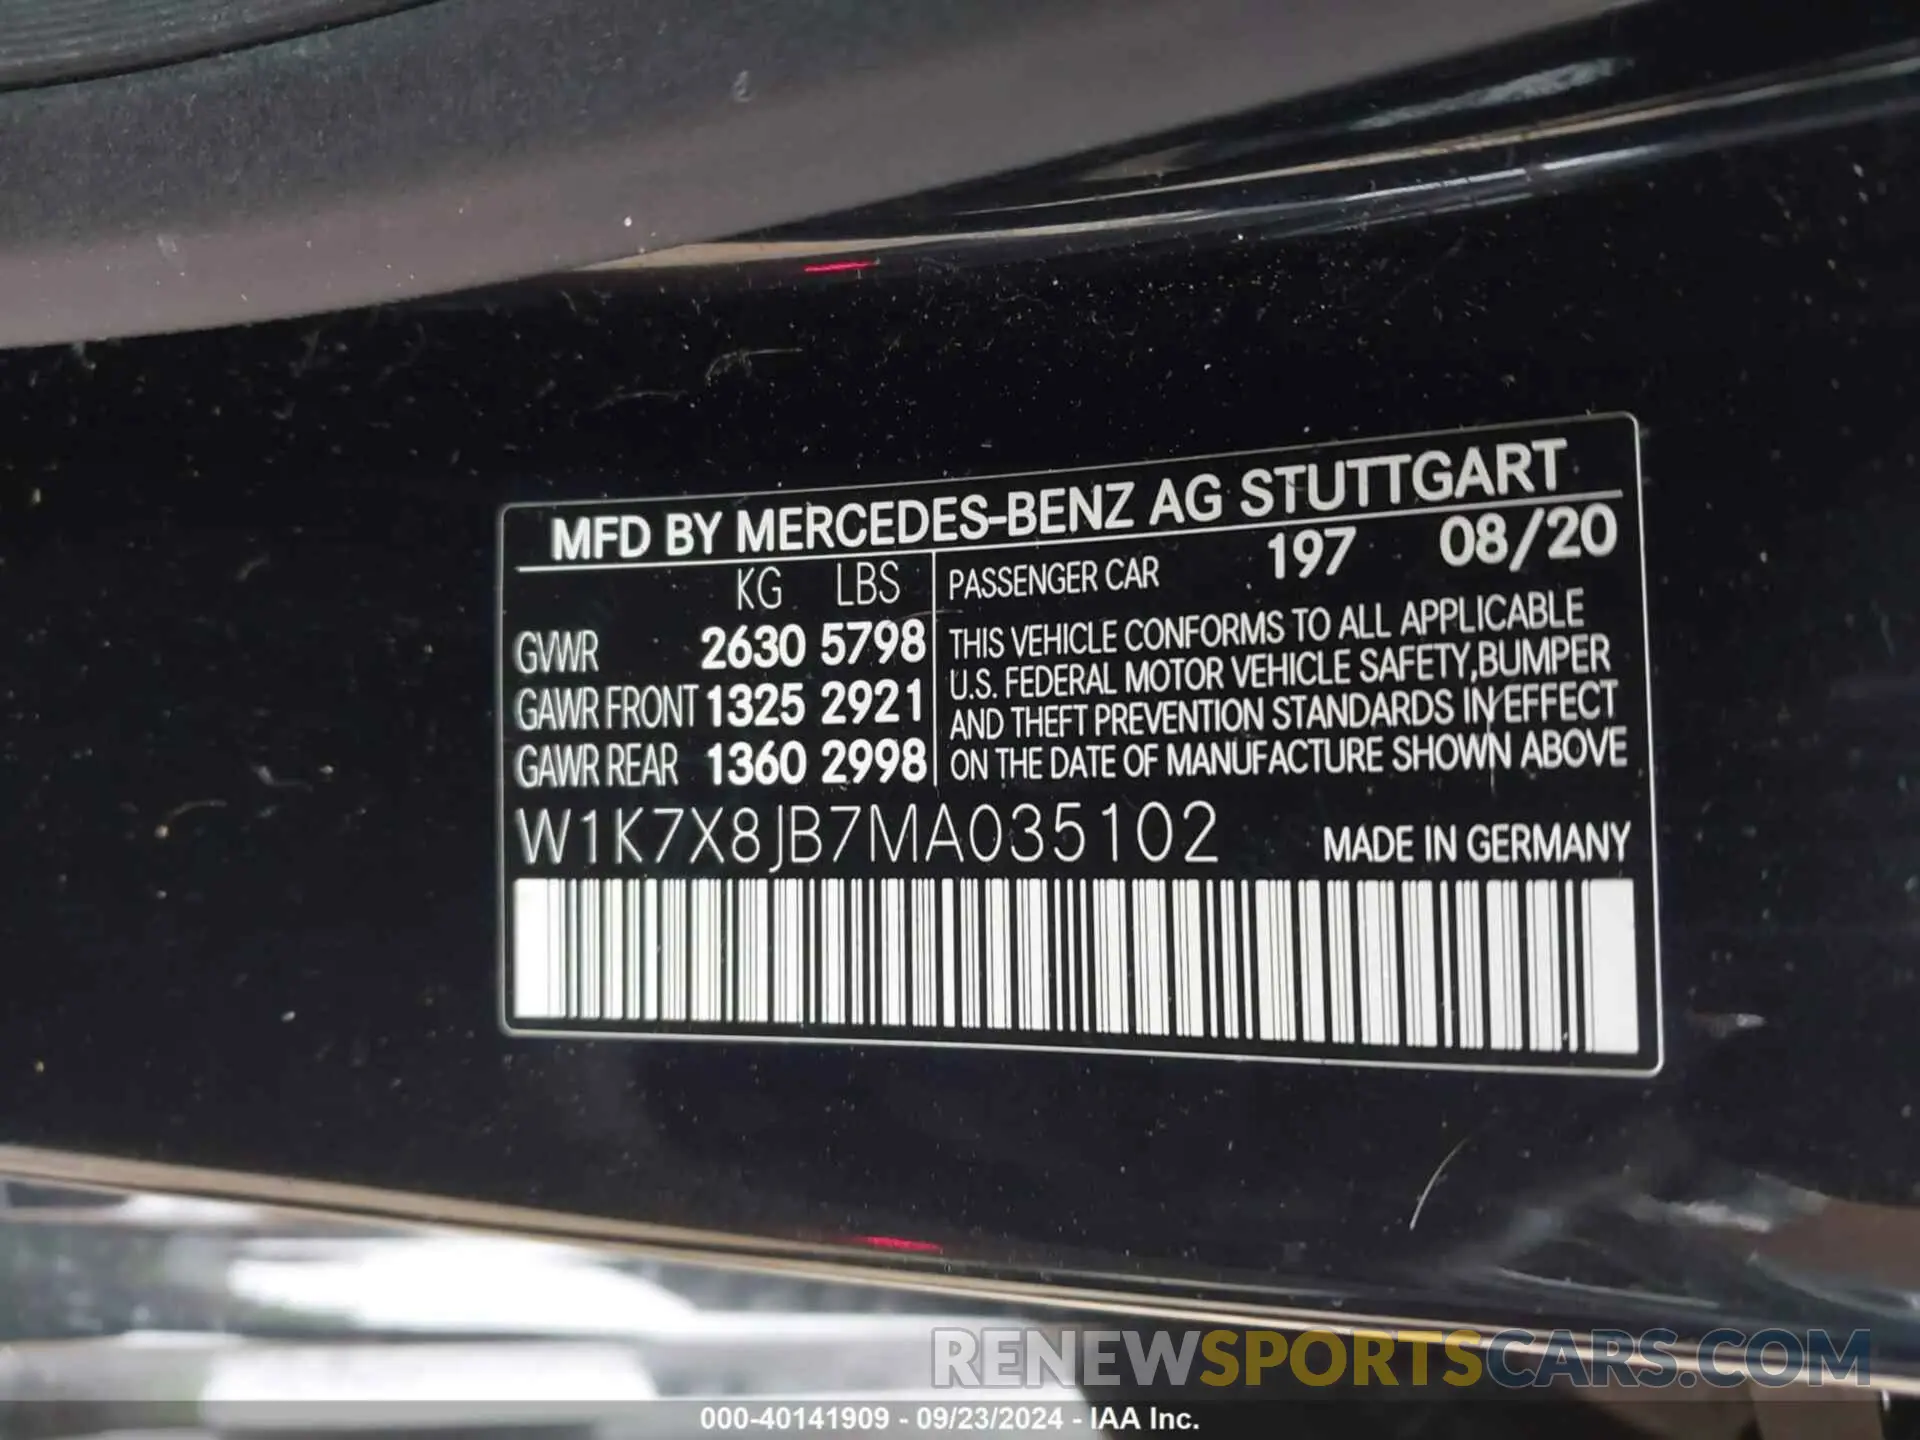 MFD BY MERCEDES-BENZ AG STUTTGART
KG LBS
GVWR 2630 5798
GAWR FRONT 1325 2921
GAWR REAR 1360 2998
PASSENGER CAR 197 08/20
THIS VEHICLE CONFORMS TO ALL APPLICABLE
U.S. FEDERAL MOTOR VEHICLE SAFETY,BUMPER
AND THEFT PREVENTION STANDARDS IN EFFECT
ON THE DATE OF MANUFACTURE SHOWN ABOVE
W1K7X8JB7MA035102 MADE IN GERMANY
RENEWSPORTSCARS.COM
000-40141909 - 09/23/2024 - IAA Inc.